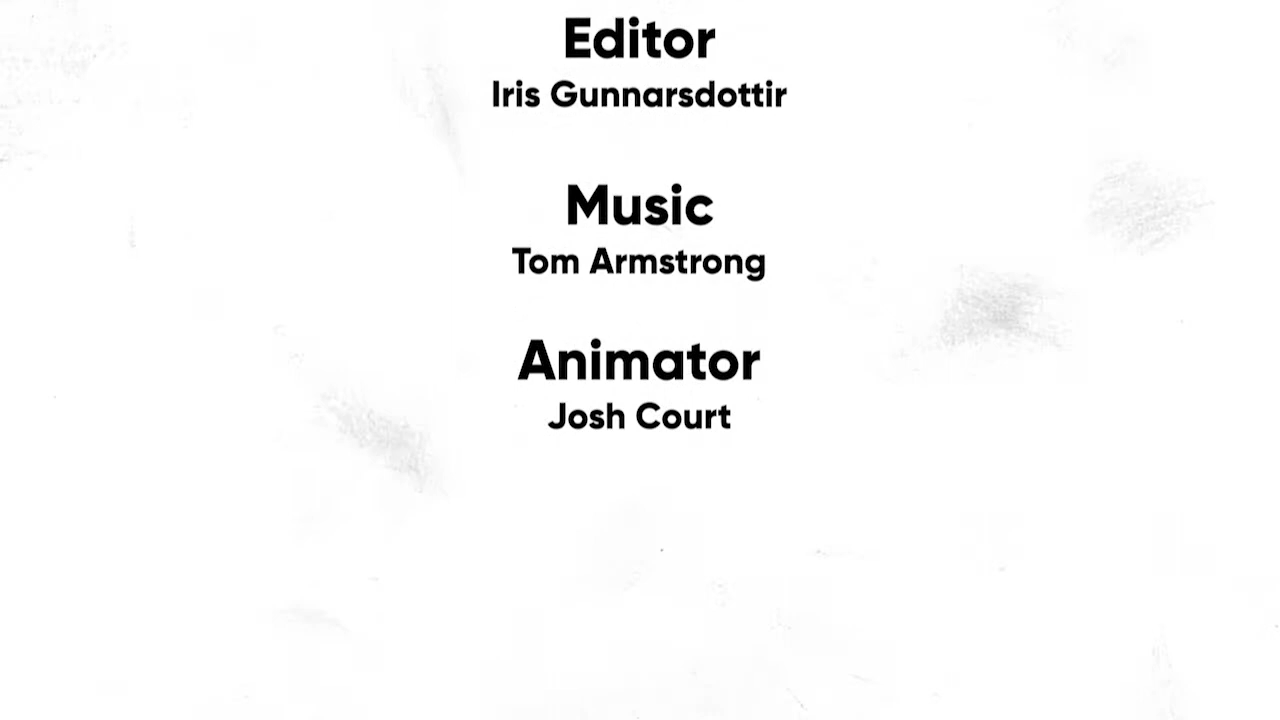 Editor
Iris Gunnarsdottir
Music
Tom Armstrong
Animator
Josh Court